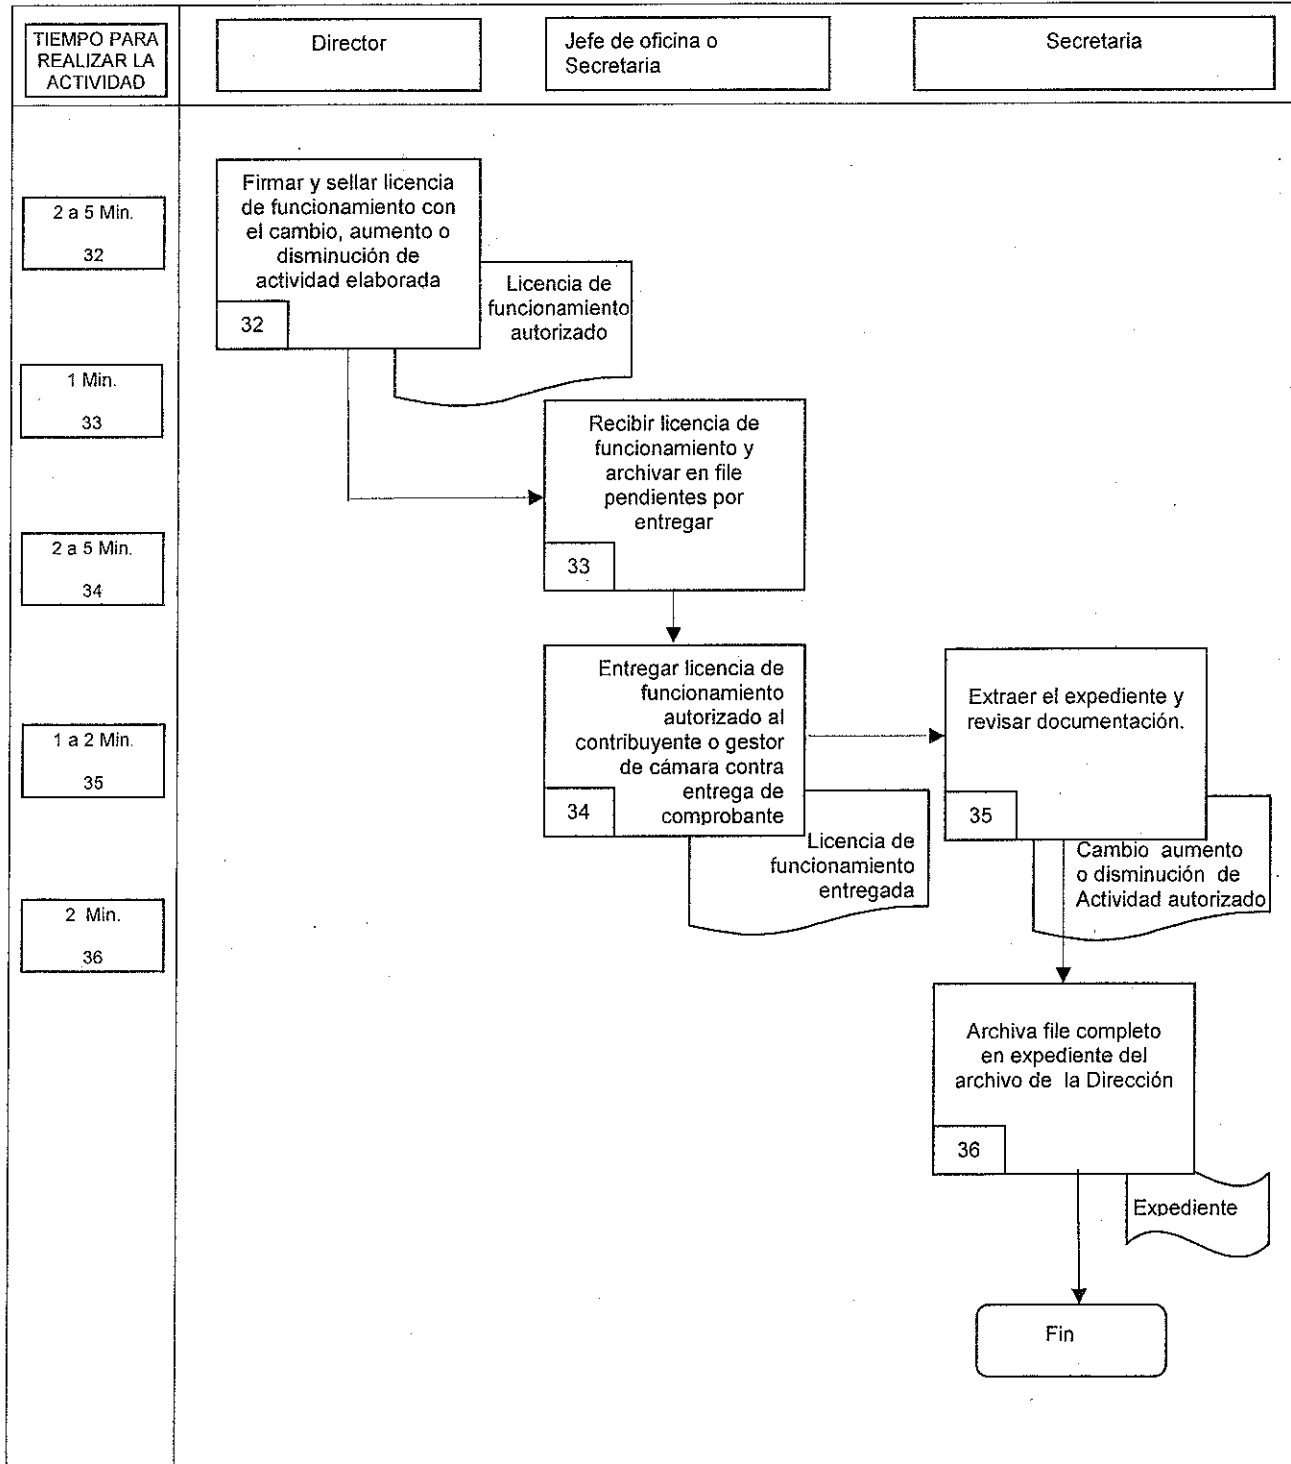 TIEMPO PARA
REALIZAR LA
ACTIVIDAD
Director
Jefe de oficina o
Secretaria
Secretaria
2 a 5 Min.
32
Firmar y sellar licencia
de funcionamiento con
el cambio, aumento o
disminución de
actividad elaborada
32
Licencia de
funcionamiento
autorizado
1 Min.
33
Recibir licencia de
funcionamiento y
archivar en file
pendientes por
entregar
33
2 a 5 Min.
34
Entregar licencia de
funcionamiento
autorizado al
contribuyente o gestor
de cámara contra
entrega de
comprobante
34
Licencia de
funcionamiento
entregada
1 a 2 Min.
35
Extraer el expediente y
revisar documentación.
35
Cambio aumento
o disminución de
Actividad autorizado
2 Min.
36
Archiva file completo
en expediente del
archivo de la Dirección
36
Expediente
Fin